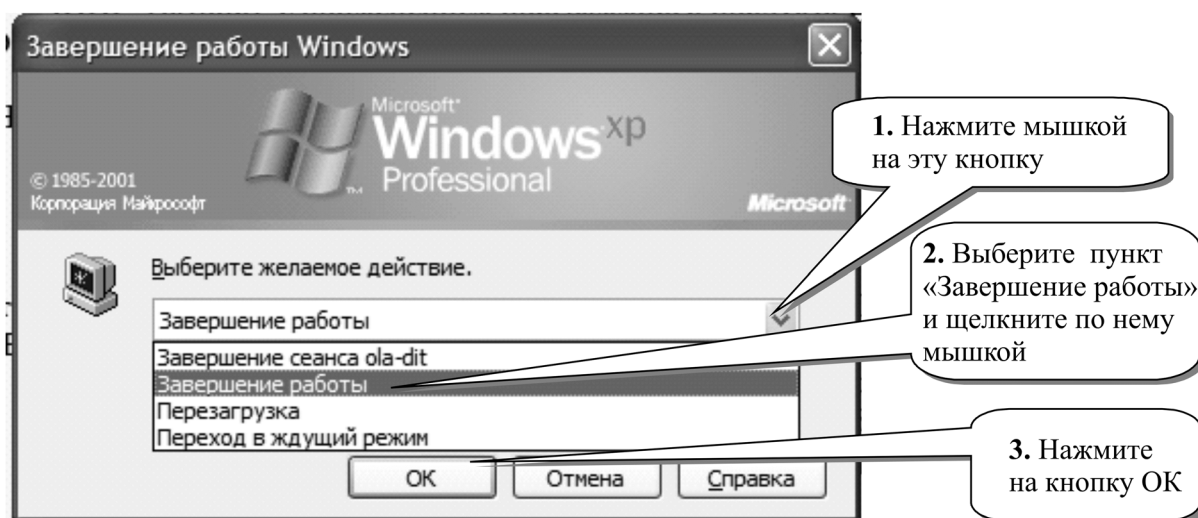 Завершение работы Windows
Microsoft
Windows xp
Professional
© 1985-2001
Корпорация Майкрософт
Microsoft
1. Нажмите мышкой
на эту кнопку
Выберите желаемое действие.
Завершение работы
2. Выберите пункт
«Завершение работы»
и щелкните по нему
мышкой
Завершение сеанса ola-dit
Завершение работы
Перезагрузка
Переход в ждущий режим
ОК
Отмена
Справка
3. Нажмите
на кнопку ОК